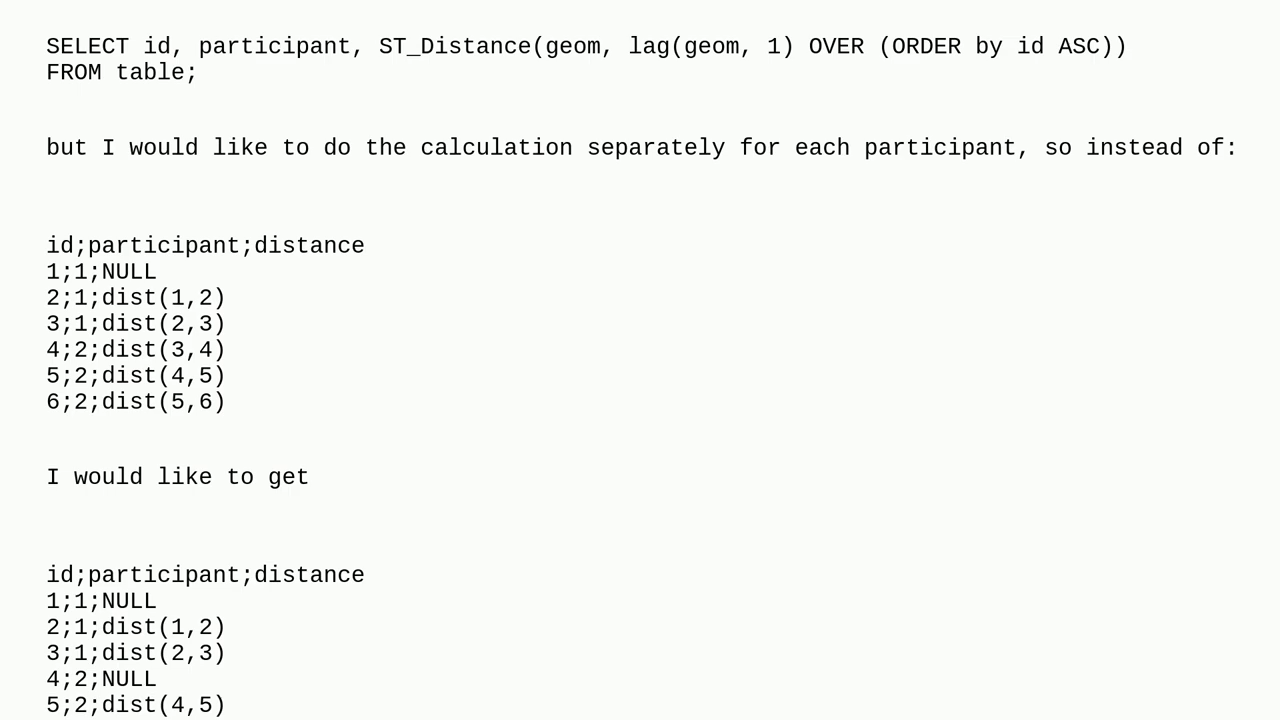 SELECT id, participant, ST_Distance(geom, lag(geom, 1) OVER (ORDER by id ASC))
FROM table;
but I would like to do the calculation separately for each participant, so instead of:
id;participant;distance
1;1;NULL
2;1;dist(1,2)
3;1;dist(2,3)
4;2;dist(3,4)
5;2;dist(4,5)
6;2;dist(5,6)
I would like to get
id;participant;distance
1;1;NULL
2;1;dist(1,2)
3;1;dist(2,3)
4;2;NULL
5;2;dist(4,5)